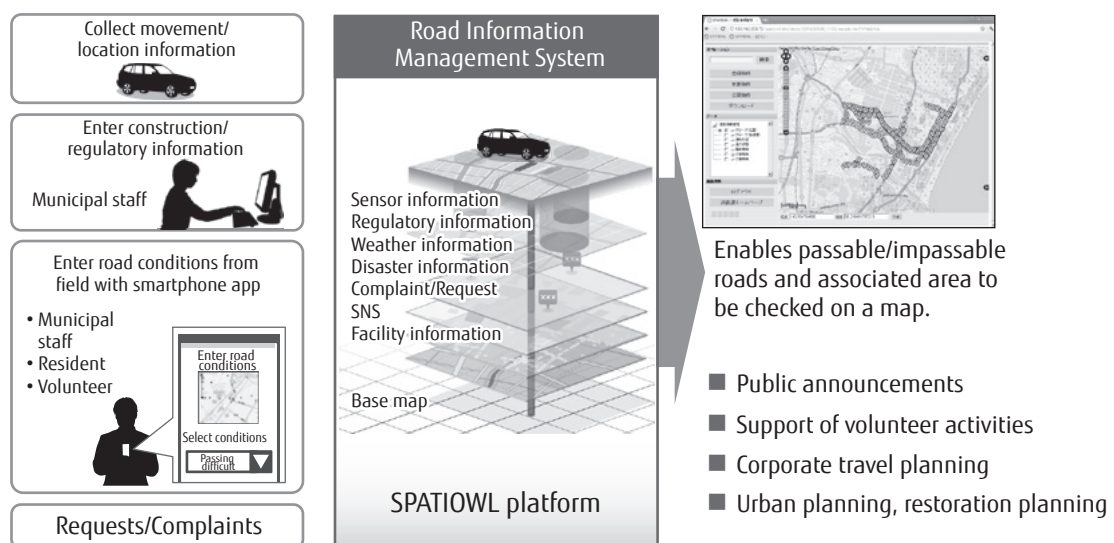 Collect movement/
location information
Enter construction/
regulatory information
Municipal staff
Enter road conditions from
field with smartphone app
• Municipal
staff
• Resident
• Volunteer
Enter road
conditions
Select conditions
Passing
difficult
Requests/Complaints
Road Information
Management System
Sensor information
Regulatory information
Weather information
Disaster information
Complaint/Request
SNS
Facility information
Base map
SPATIOWL platform
Enables passable/impassable
roads and associated area to
be checked on a map.
■ Public announcements
■ Support of volunteer activities
■ Corporate travel planning
■ Urban planning, restoration planning